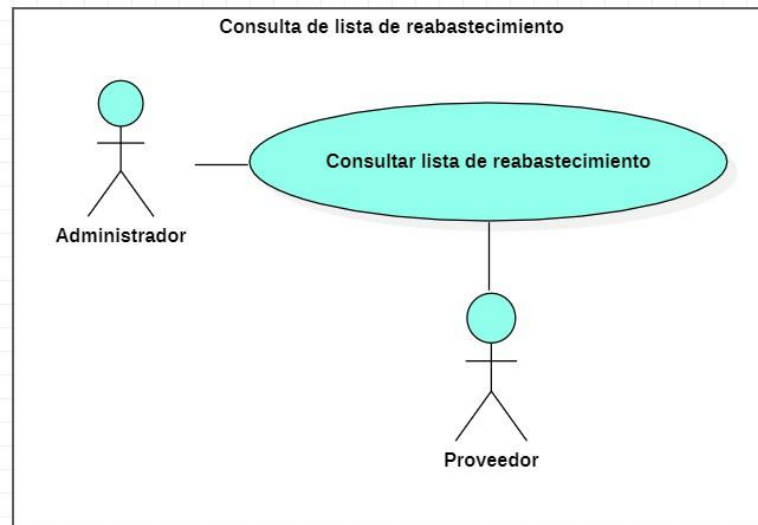 Consulta de lista de reabastecimiento
Consultar lista de reabastecimiento
Administrador
Proveedor